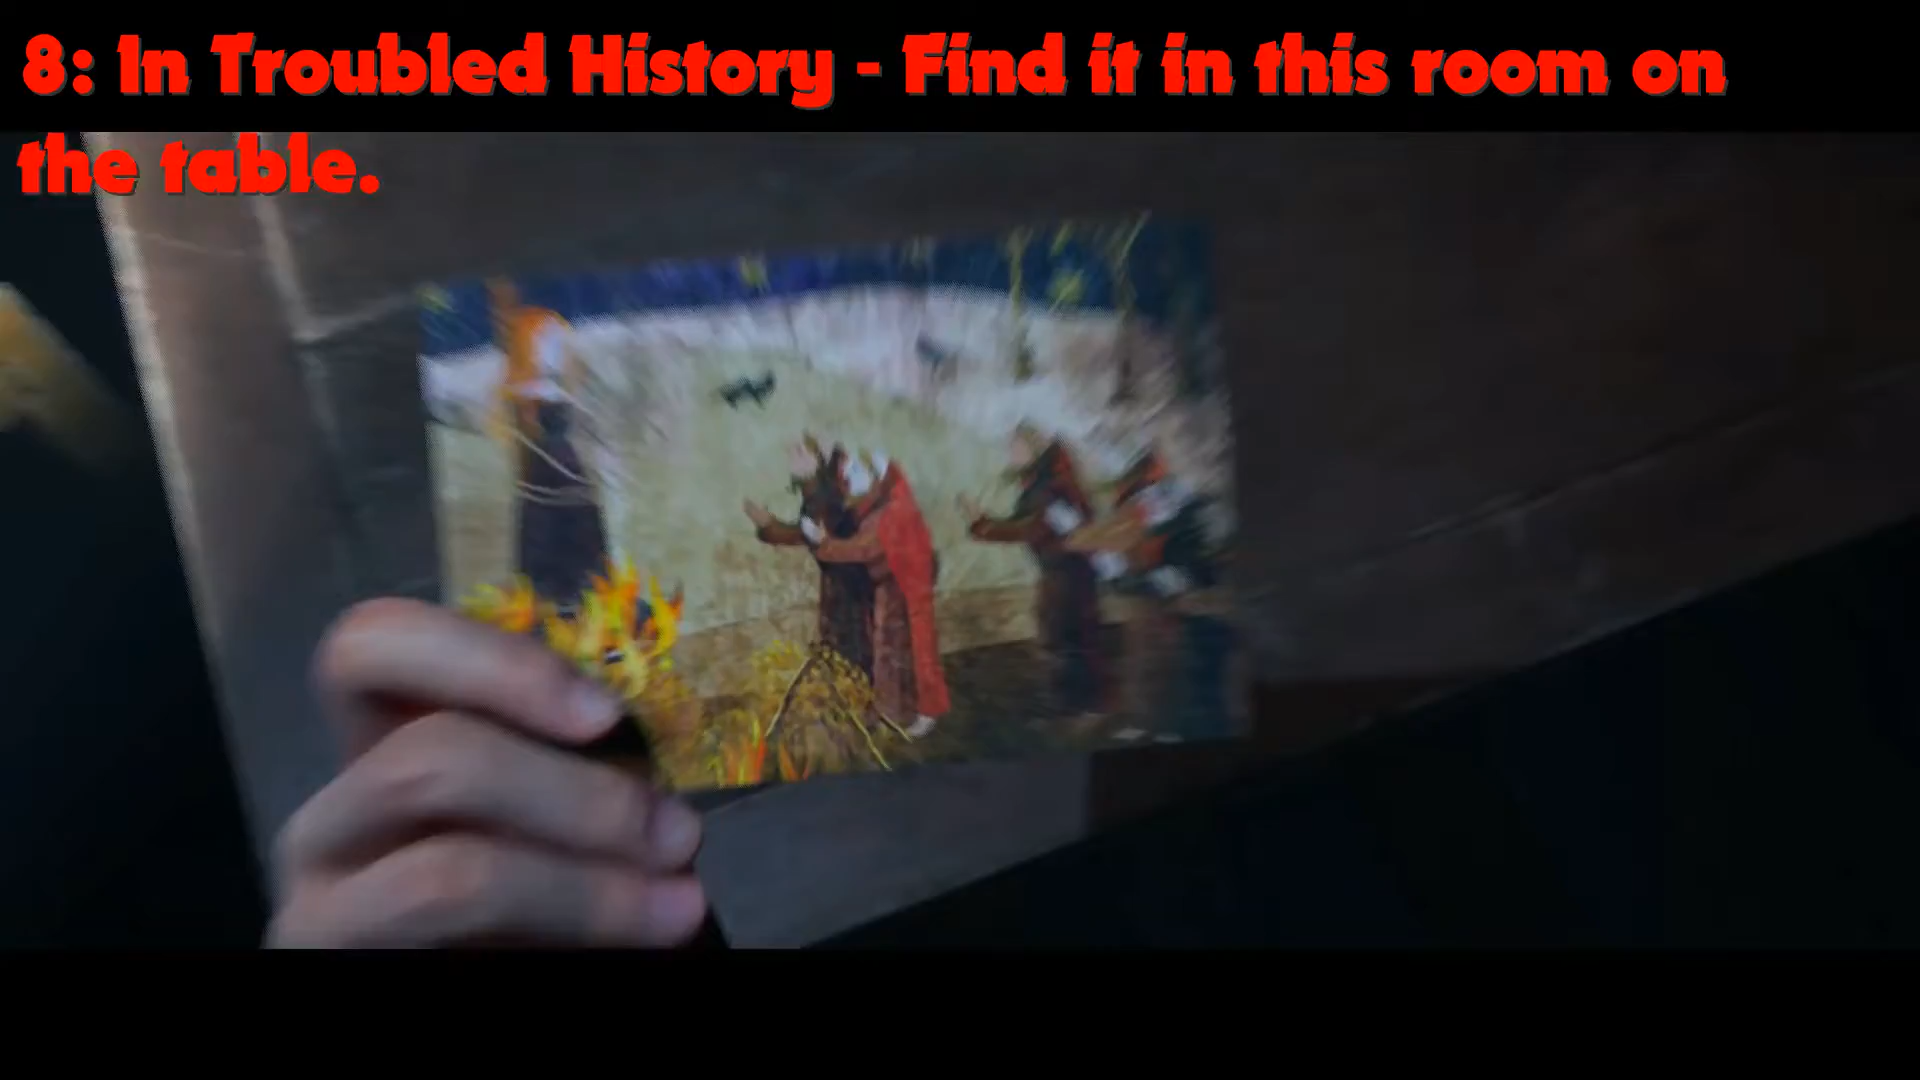 8: In Troubled History - Find it in this room on
the table.